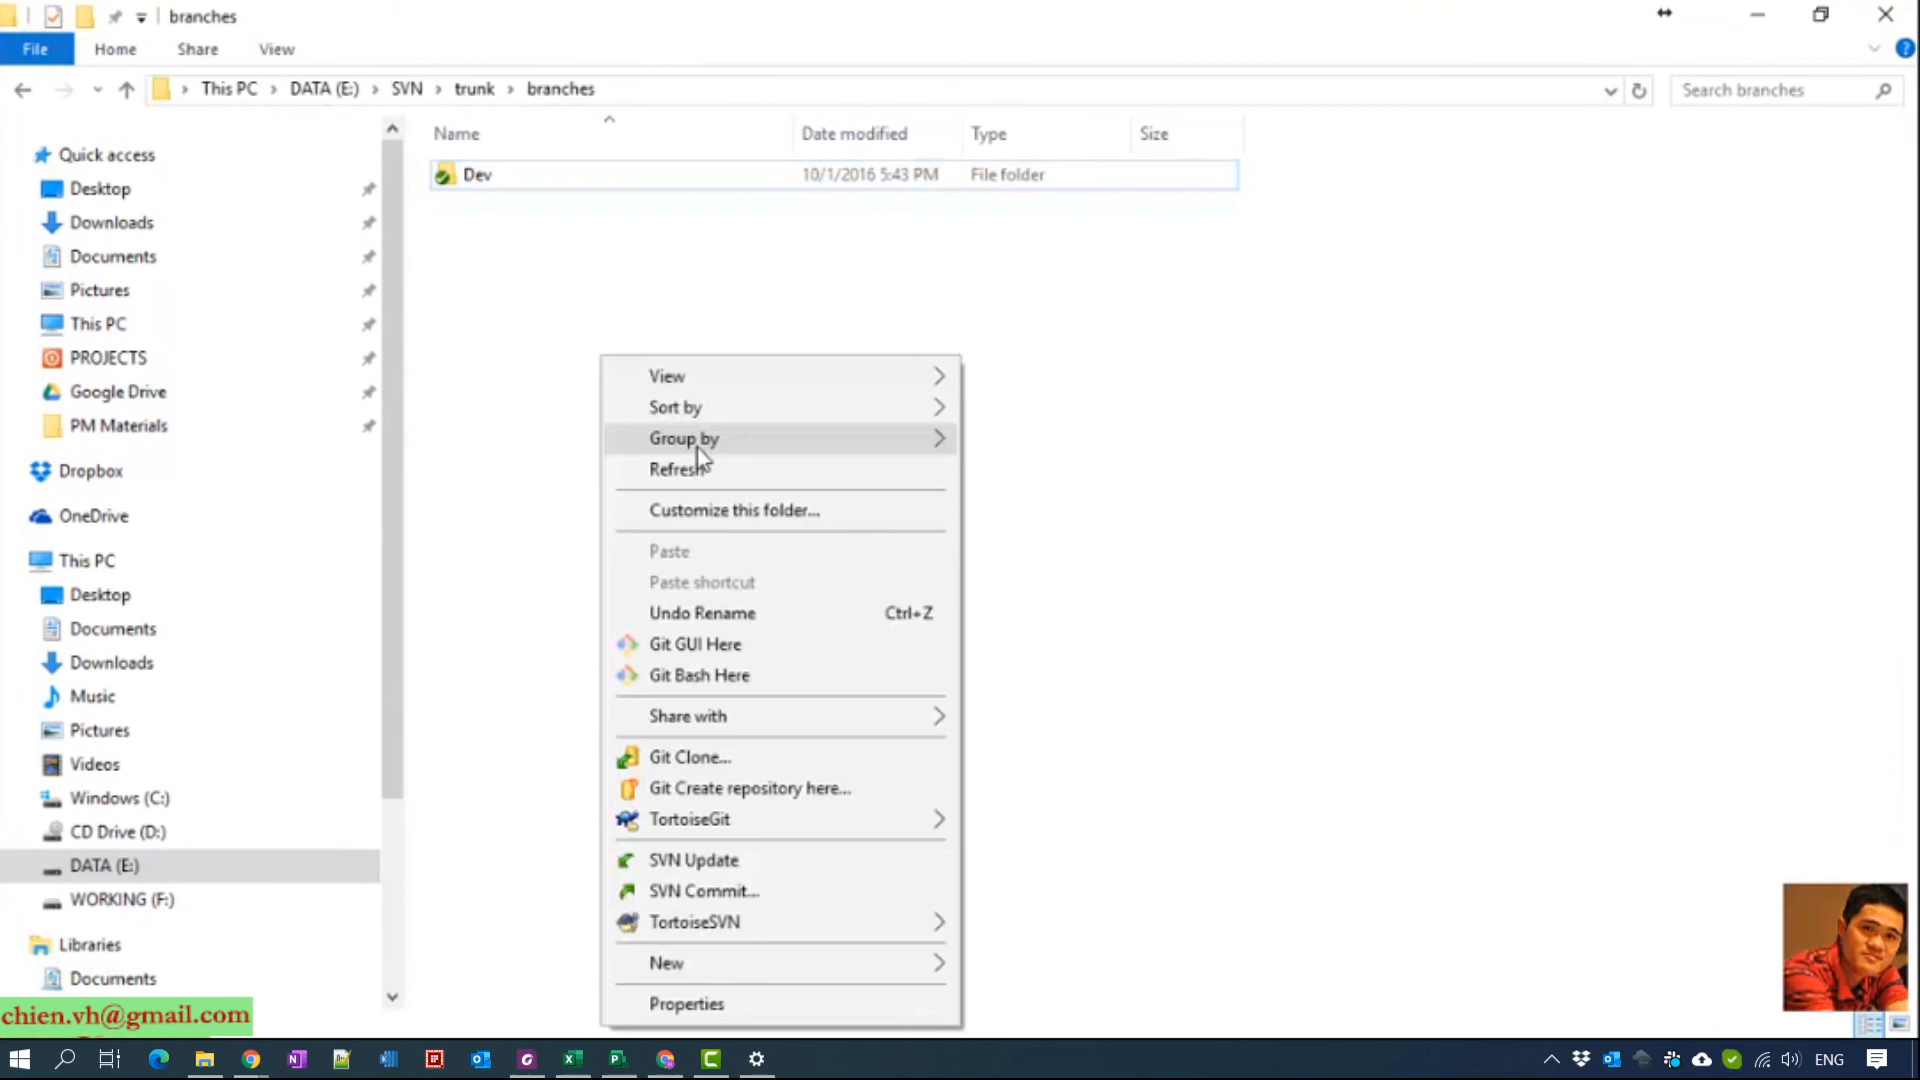 branches
File Home Share View
This PC > DATA (E:) > SVN > trunk > branches
Search branches
Name Date modified Type Size
Dev 10/1/2016 5:43 PM File folder
Quick access
Desktop
Downloads
Documents
Pictures
This PC
PROJECTS
Google Drive
PM Materials
Dropbox
OneDrive
This PC
Desktop
Documents
Downloads
Music
Pictures
Videos
Windows (C:)
CD Drive (D:)
DATA (E:)
WORKING (F:)
Libraries
Documents
View
Sort by
Group by
Refresh
Customize this folder...
Paste
Paste shortcut
Undo Rename Ctrl+Z
Git GUI Here
Git Bash Here
Share with
Git Clone...
Git Create repository here...
TortoiseGit
SVN Update
SVN Commit...
TortoiseSVN
New
Properties
chien.vh@gmail.com
ENG